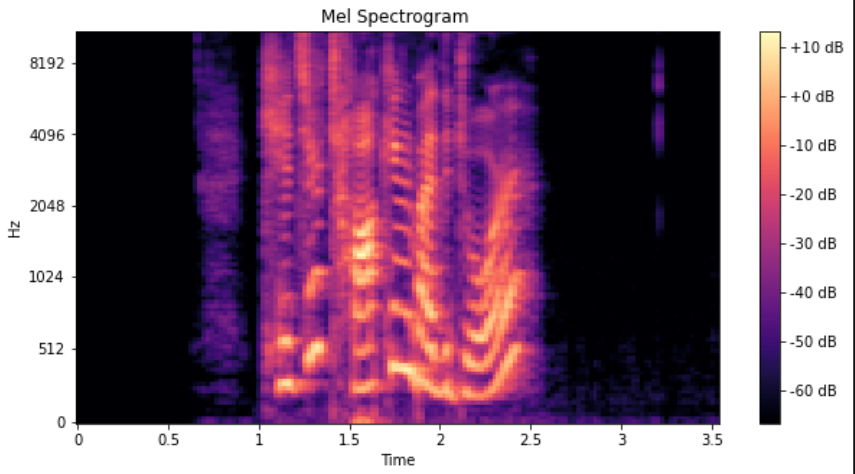 Mel Spectrogram
8192
4096
2048
1024
512
0
Hz
0
0.5
1
1.5
2
2.5
3
3.5
Time
+10 dB
+0 dB
-10 dB
-20 dB
-30 dB
-40 dB
-50 dB
-60 dB